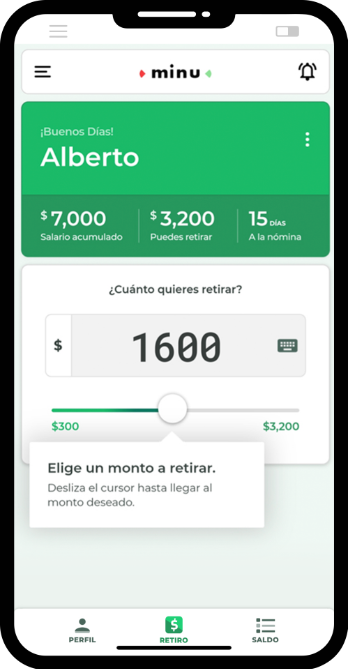 minu
¡Buenos Días!
Alberto
$7,000 $3,200 15 DÍAS
Salario acumulado Puedes retirar A la nómina
¿Cuánto quieres retirar?
$ 1600
$300 $3,200
Elige un monto a retirar.
Desliza el cursor hasta llegar al
monto deseado.
PERFIL RETIRO SALDO